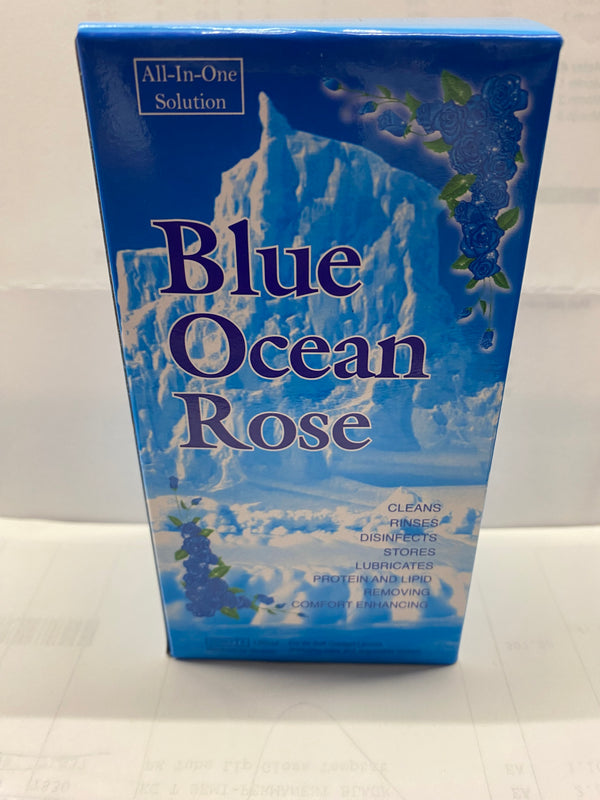 All-In-One
Solution
Blue
Ocean
Rose
CLEANS
RINSES
DISINFECTS
STORES
LUBRICATES
PROTEIN AND LIPID
REMOVING
COMFORT ENHANCING